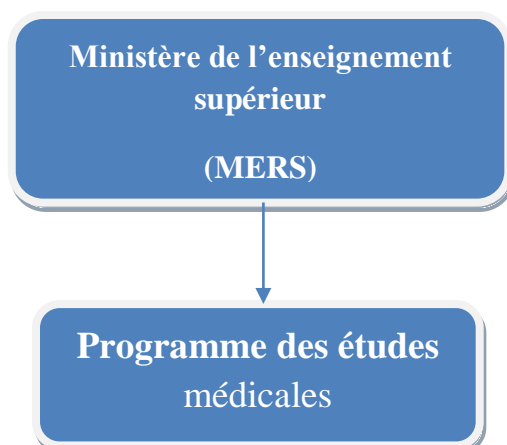 Ministère de l’enseignement
supérieur
(MERS)
Programme des études
médicales